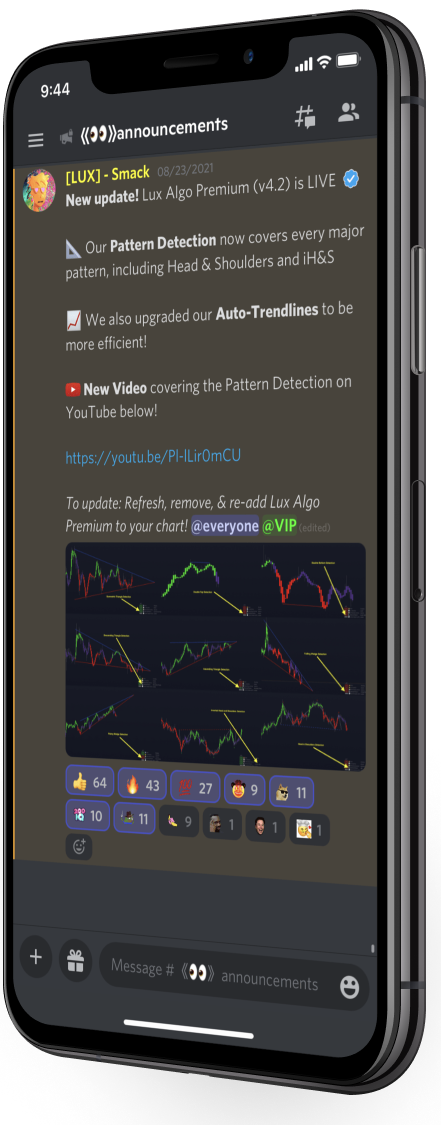 9:44
announcements
[LUX] - Smack 08/23/2021
New update! Lux Algo Premium (v4.2) is LIVE
Our Pattern Detection now covers every major
pattern, including Head & Shoulders and iH&S
We also upgraded our Auto-Trendlines to be
more efficient!
New Video covering the Pattern Detection on
YouTube below!
https://youtu.be/PI-ILir0mCU
To update: Refresh, remove, & re-add Lux Algo
Premium to your chart! @everyone @VIP (edited)
64 43 27 9 11
10 11 9 1 1 1
Message # announcements